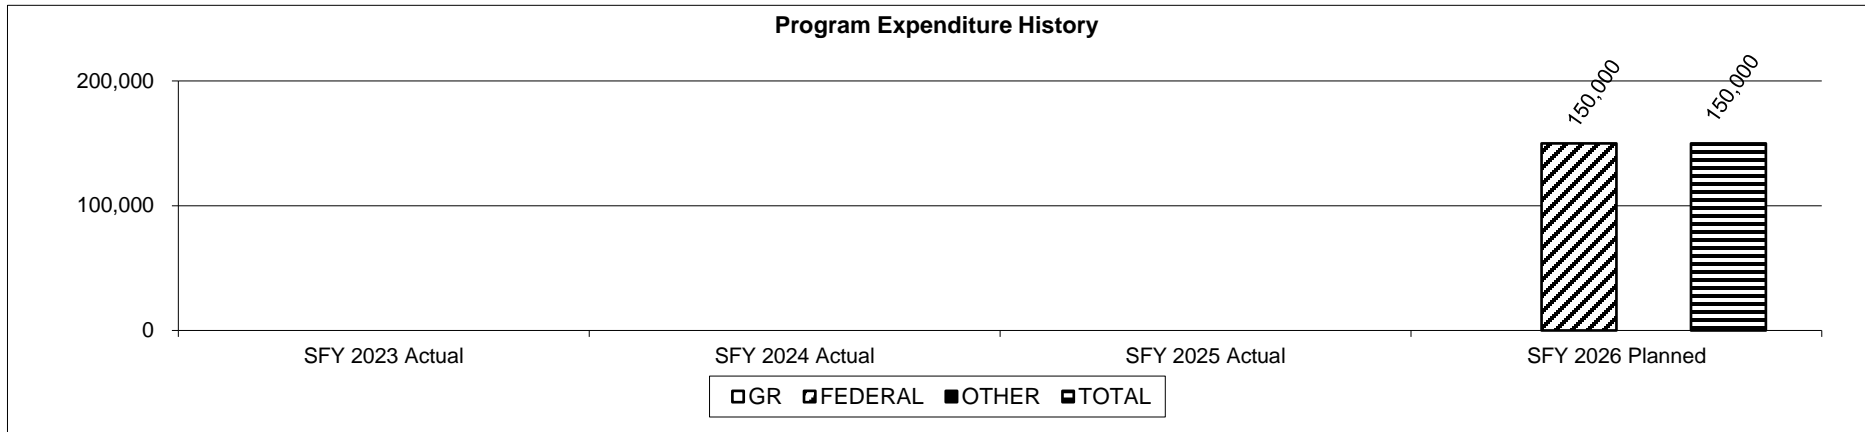 Program Expenditure History
150,000
150,000
200,000
100,000
0
SFY 2023 Actual
SFY 2024 Actual
SFY 2025 Actual
SFY 2026 Planned
GR FEDERAL OTHER TOTAL